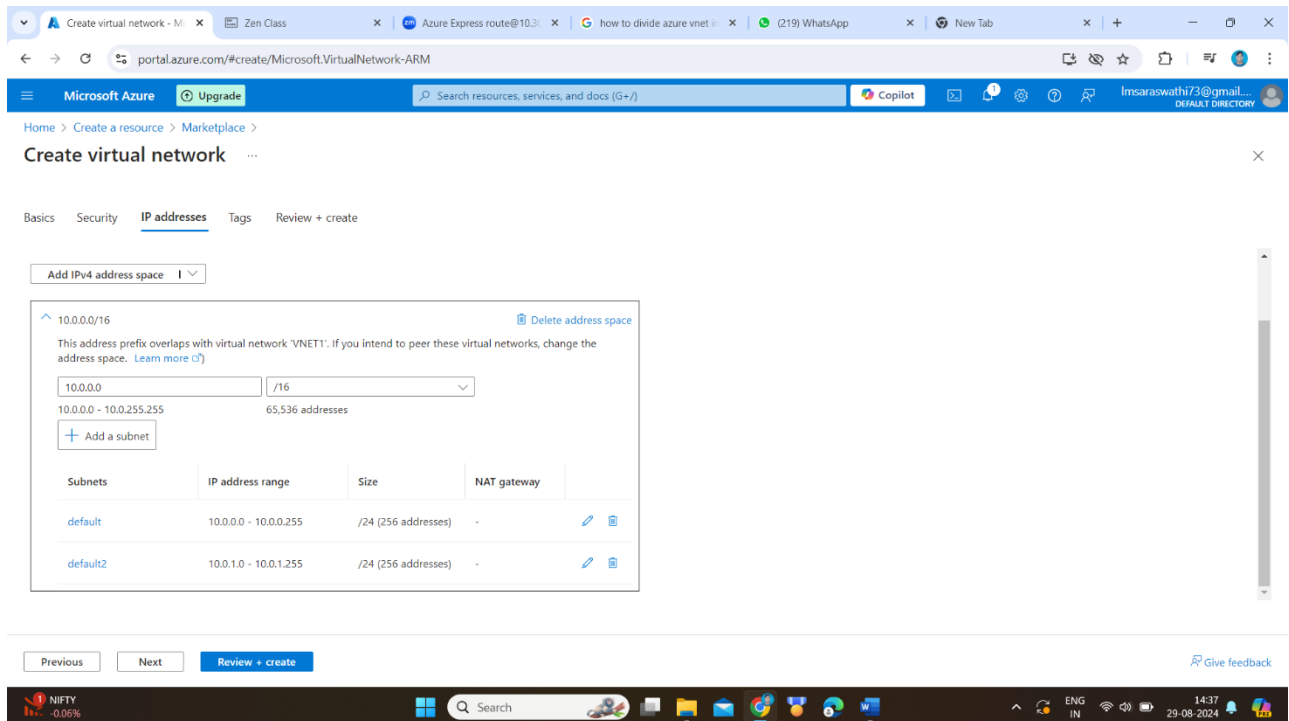 Create virtual network - Mi
Zen Class
zm Azure Express route@10.30
G how to divide azure vnet in
(219) WhatsApp
New Tab
portal.azure.com/#create/Microsoft.VirtualNetwork-ARM
Microsoft Azure
Upgrade
Search resources, services, and docs (G+/)
Copilot
1
lmsaraswathi73@gmail....
DEFAULT DIRECTORY
Home > Create a resource > Marketplace >
Create virtual network ...
Basics Security IP addresses Tags Review + create
Add IPv4 address space
10.0.0.0/16
Delete address space
This address prefix overlaps with virtual network 'VNET1'. If you intend to peer these virtual networks, change the
address space. Learn more )
10.0.0.0 /16
10.0.0.0 - 10.0.255.255 65,536 addresses
+ Add a subnet
Subnets IP address range Size NAT gateway
default 10.0.0.0 - 10.0.0.255 /24 (256 addresses) -
default2 10.0.1.0 - 10.0.1.255 /24 (256 addresses) -
Previous Next Review + create
Give feedback
1 NIFTY
-0.06%
Search
ENG
IN
14:37
29-08-2024